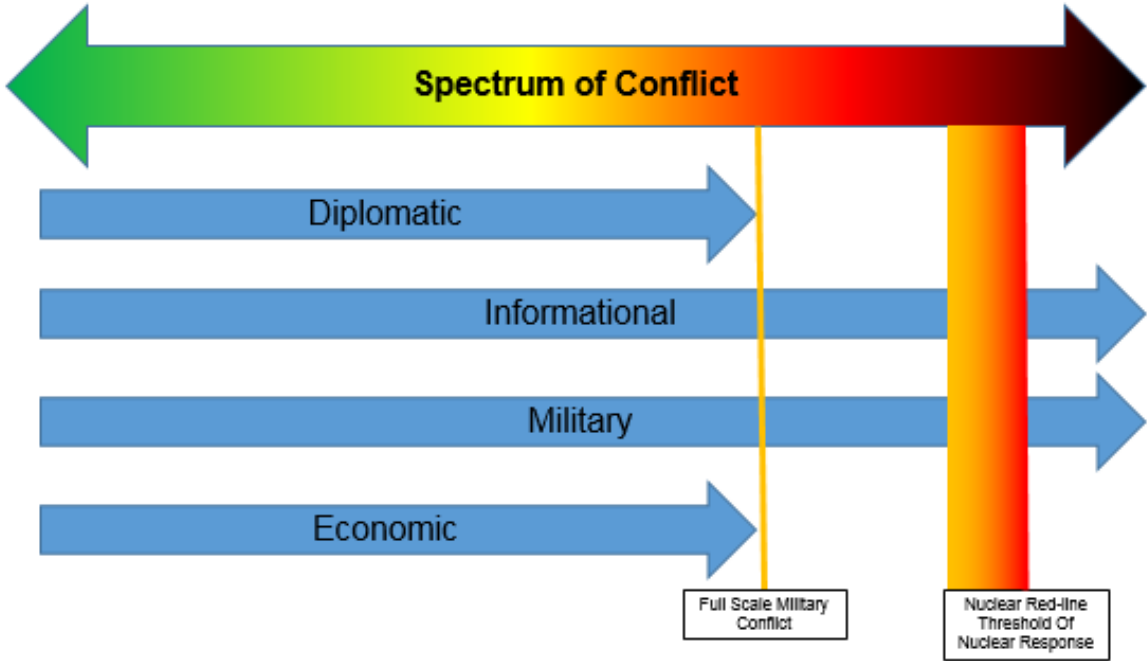 Spectrum of Conflict
Diplomatic
Informational
Military
Economic
Full Scale Military
Conflict
Nuclear Red-line
Threshold Of
Nuclear Response